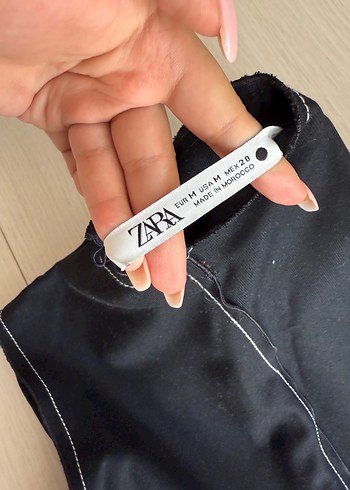 ZARA
EUR M USA M MEX 28
MADE IN MOROCCO